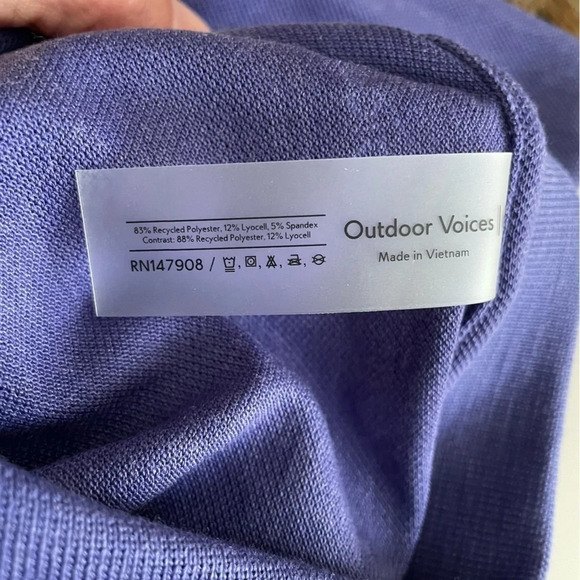 83% Recycled Polyester, 12% Lyocell, 5% Spandex
Contrast: 88% Recycled Polyester, 12% Lyocell
RN147908 /
Outdoor Voices
Made in Vietnam